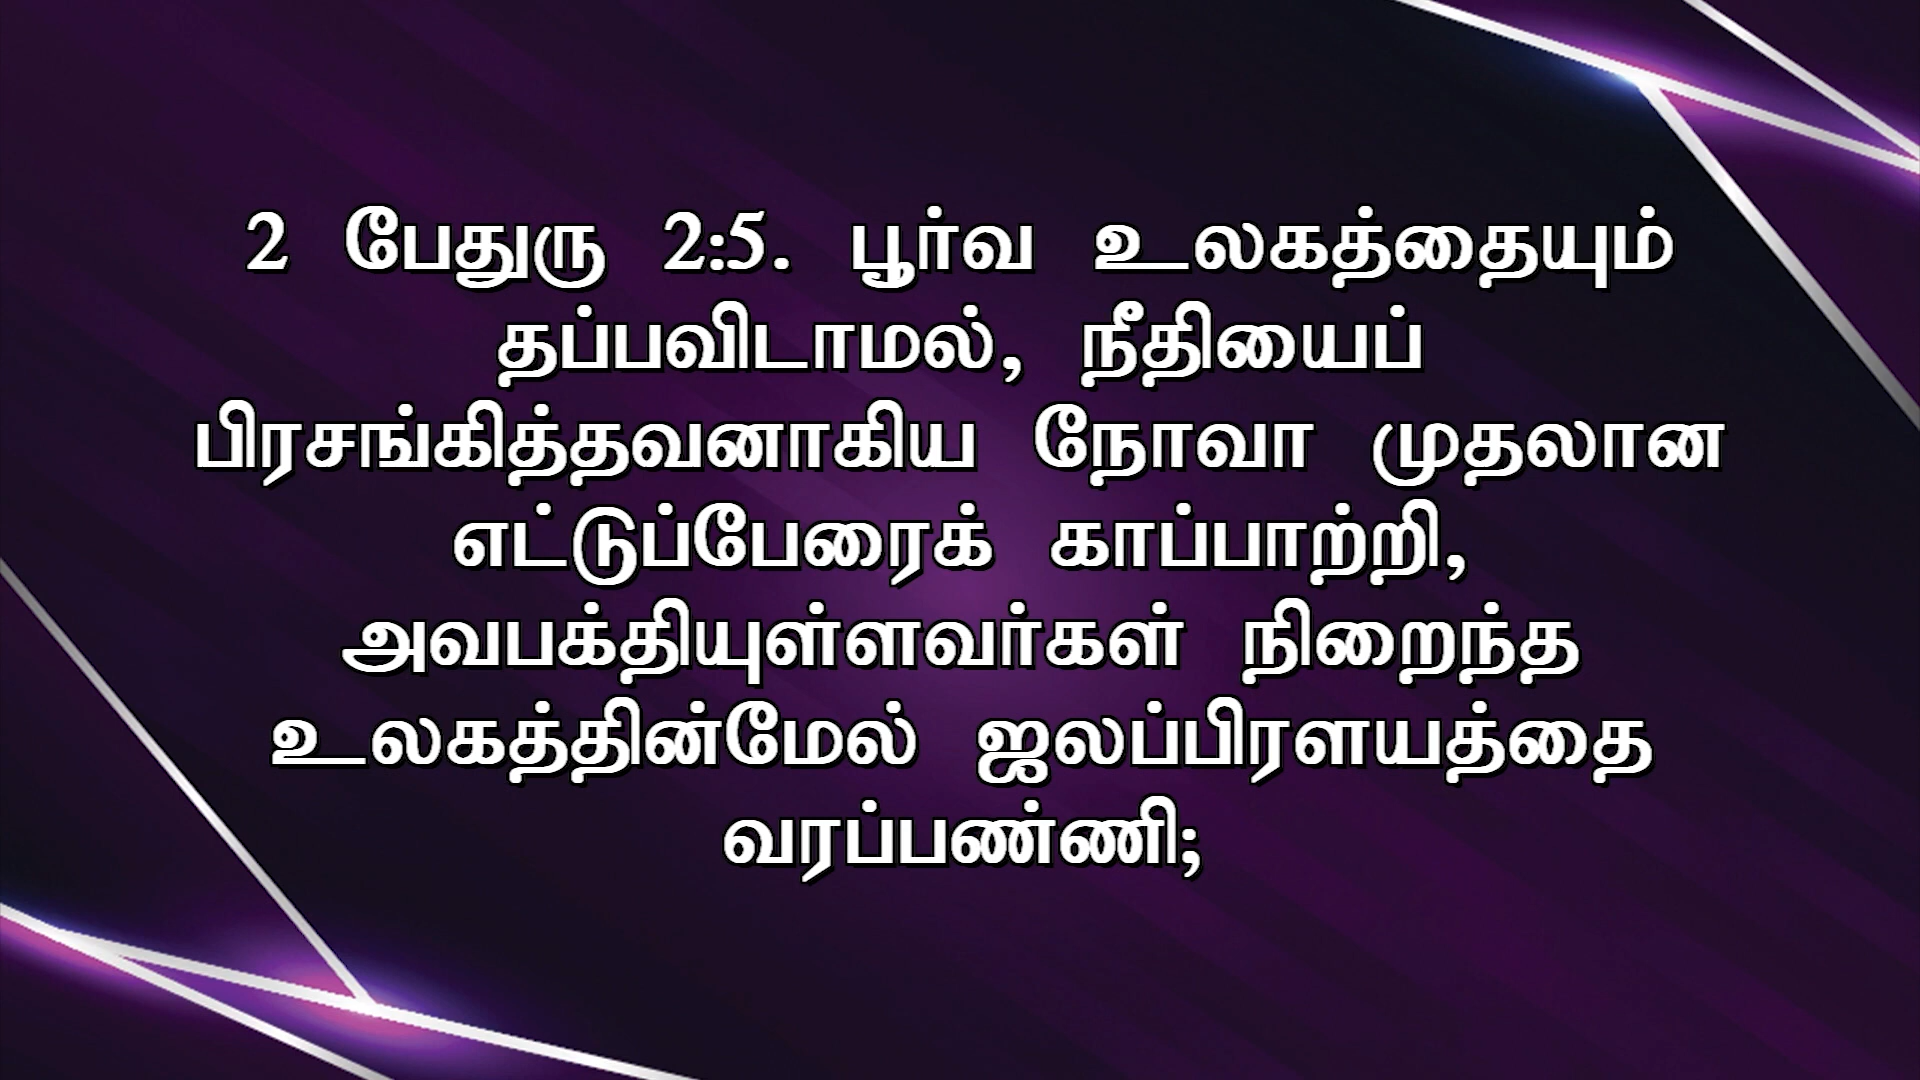 2 பேதுரு 2:5. பூர்வ உலகத்தையும்
தப்பவிடாமல், நீதியைப்
பிரசங்கித்தவனாகிய நோவா முதலான
எட்டுப்பேரைக் காப்பாற்றி,
அவபக்தியுள்ளவர்கள் நிறைந்த
உலகத்தின்மேல் ஜலப்பிரளயத்தை
வரப்பண்ணி;